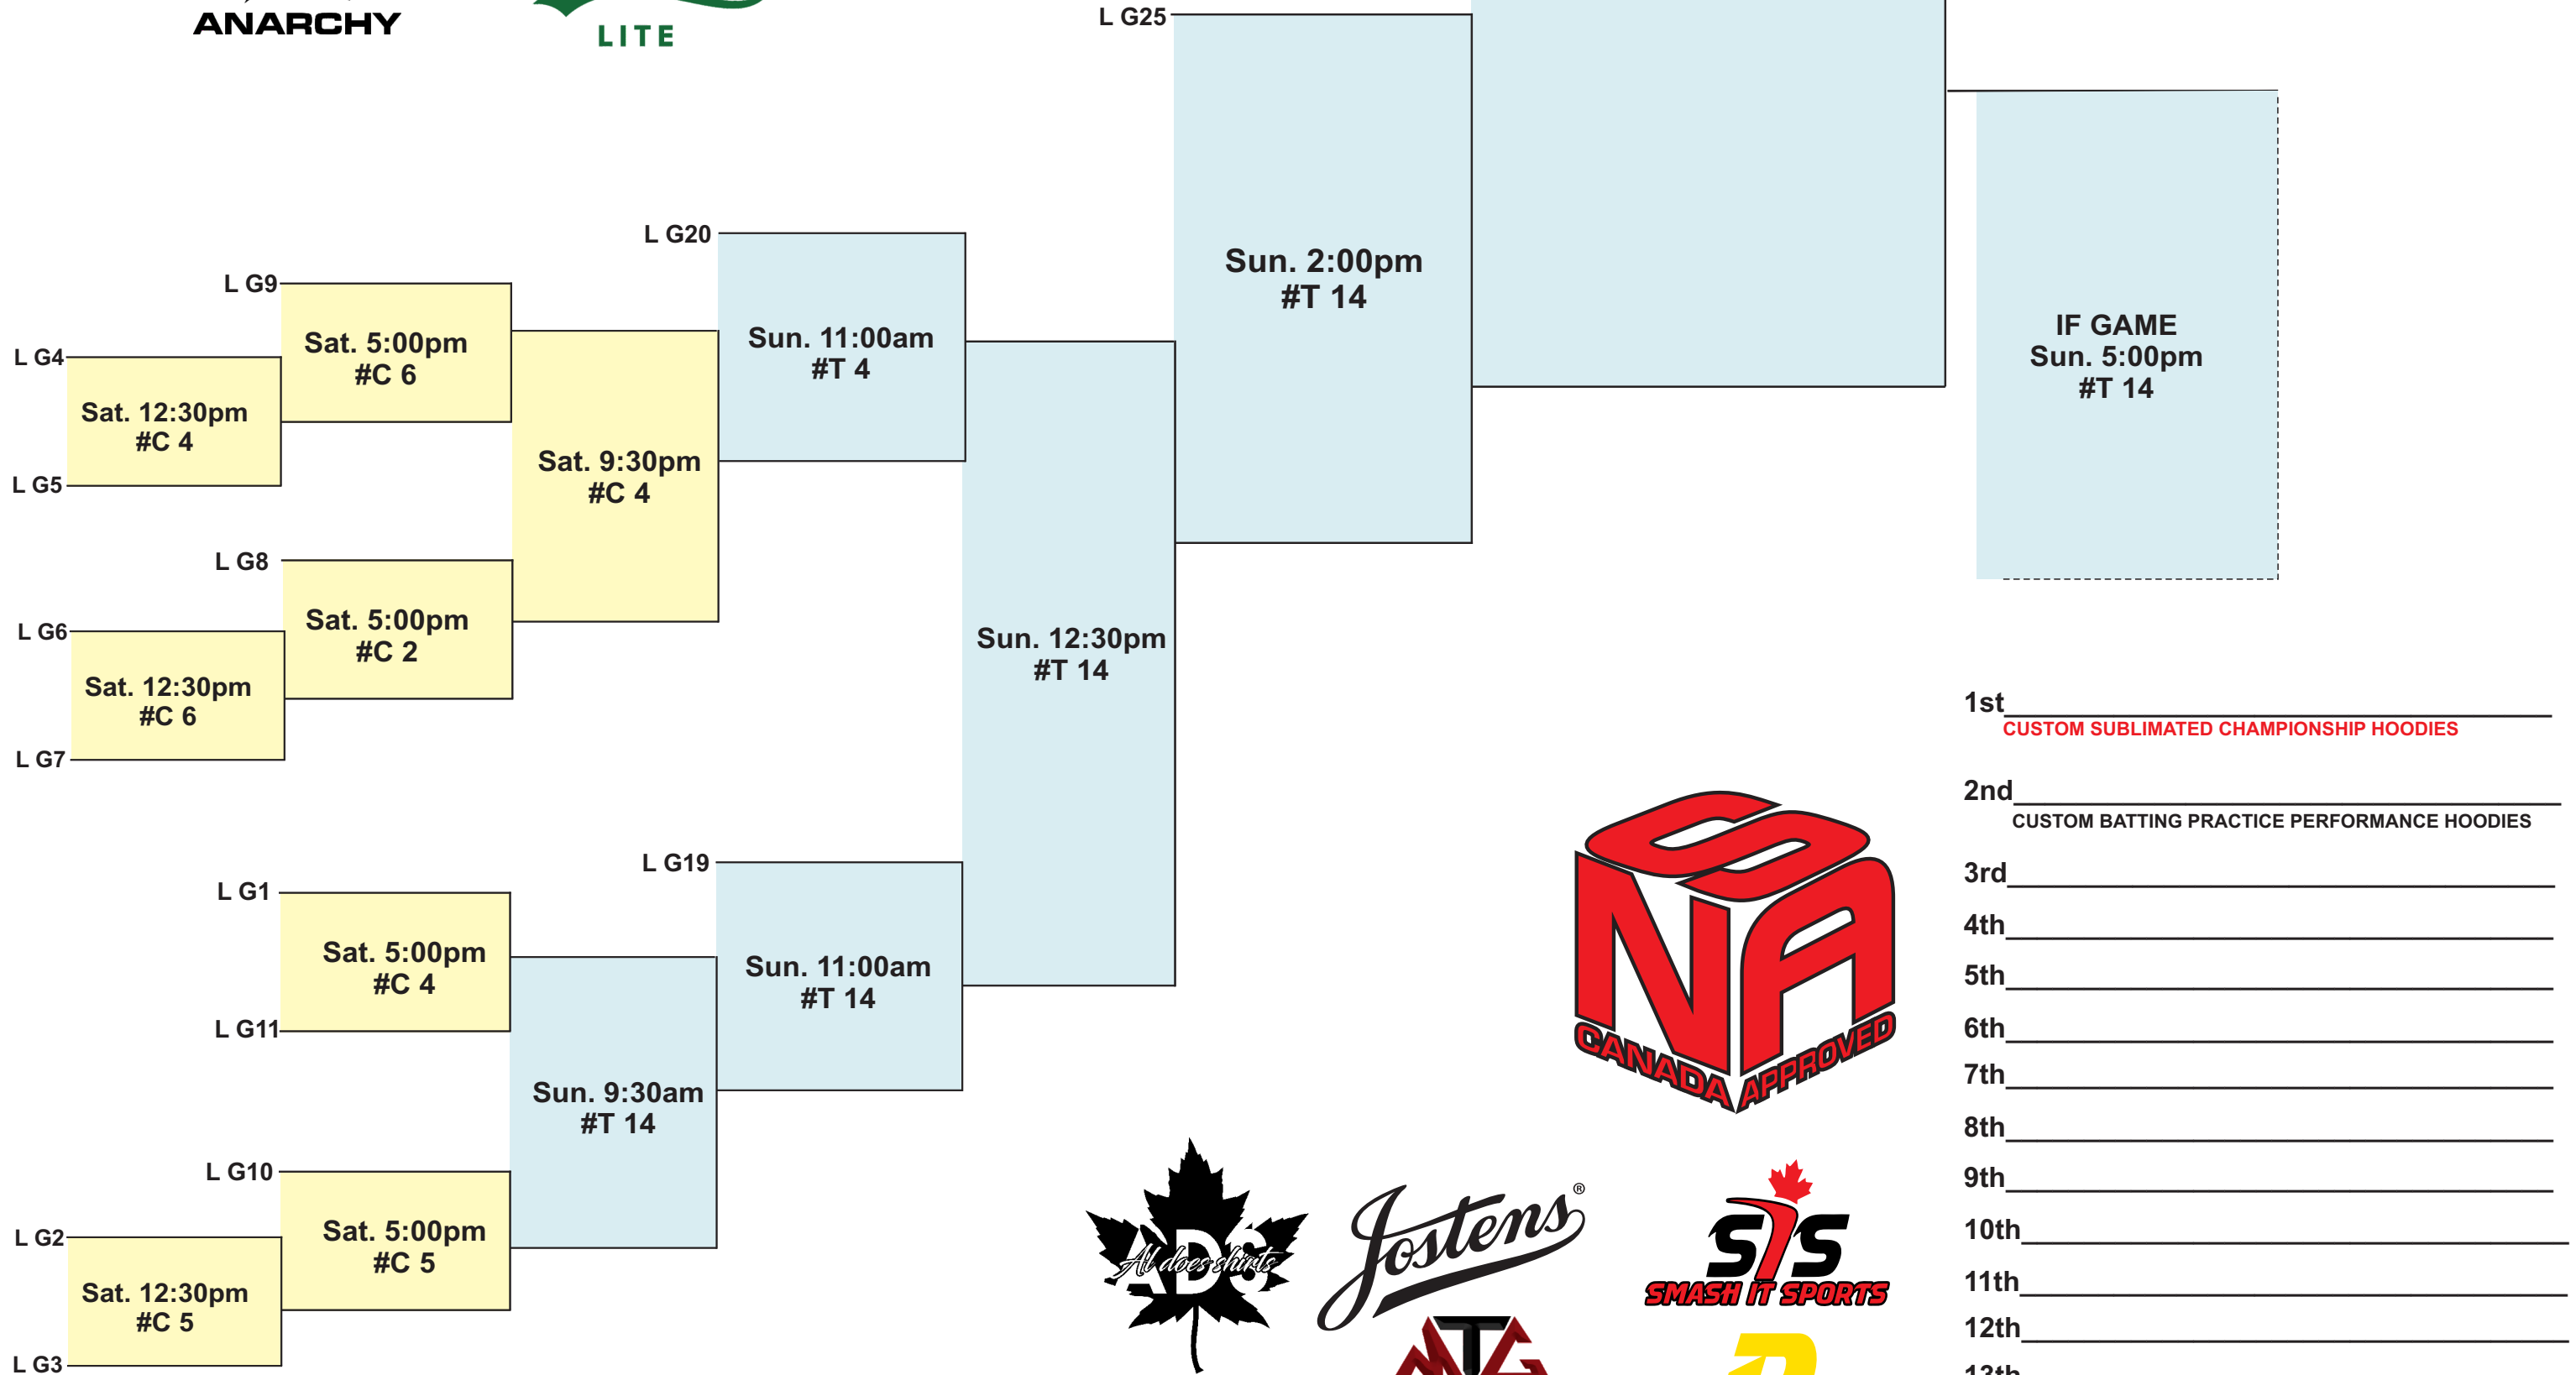 ANARCHY
LITE
L G25
L G20
L G9
Sat. 5:00pm
#C 6
L G4
Sat. 12:30pm
#C 4
L G5
Sat. 9:30pm
#C 4
Sun. 11:00am
#T 4
Sun. 2:00pm
#T 14
IF GAME
Sun. 5:00pm
#T 14
L G8
Sat. 5:00pm
#C 2
L G6
Sat. 12:30pm
#C 6
L G7
Sun. 12:30pm
#T 14
L G19
L G1
Sat. 5:00pm
#C 4
L G11
Sun. 11:00am
#T 14
Sun. 9:30am
#T 14
L G10
Sat. 5:00pm
#C 5
L G2
Sat. 12:30pm
#C 5
L G3
NSA
CANADA APPROVED
ADS
Al does shirts
Jostens®
SIS
SMASH IT SPORTS
MTG
1st
CUSTOM SUBLIMATED CHAMPIONSHIP HOODIES
2nd
CUSTOM BATTING PRACTICE PERFORMANCE HOODIES
3rd
4th
5th
6th
7th
8th
9th
10th
11th
12th
13th